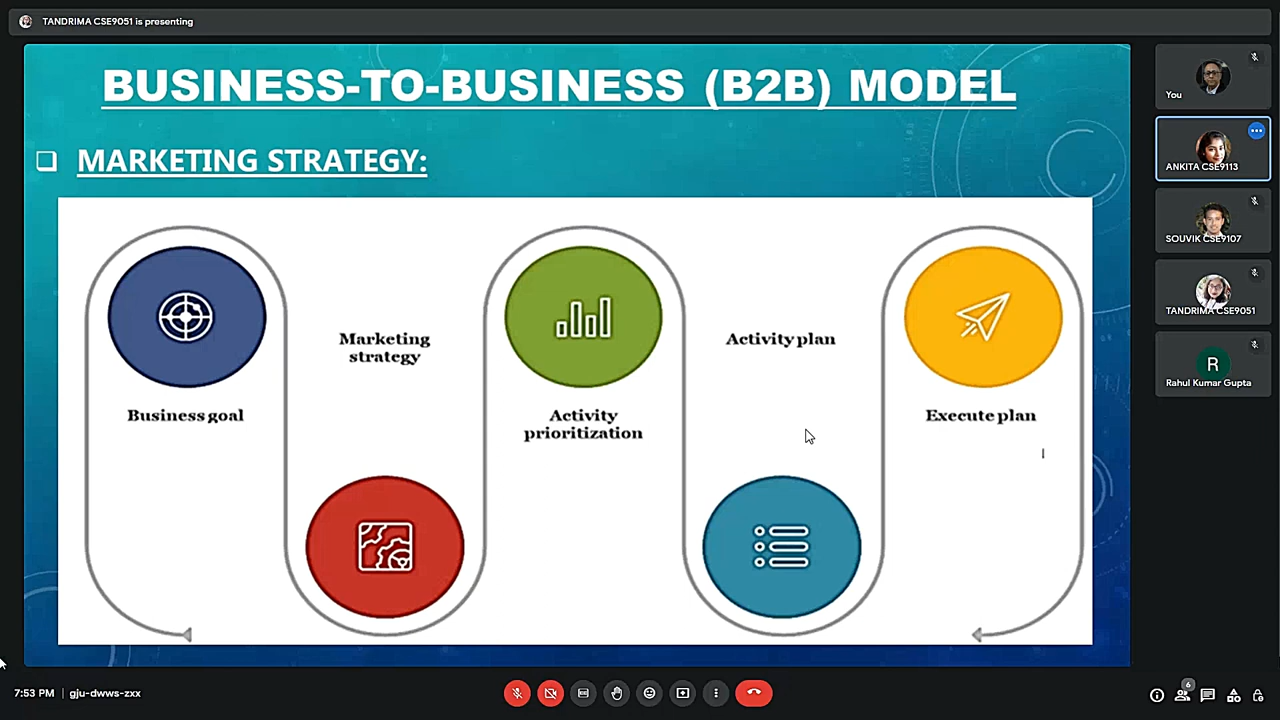 TANDRIMA CSE9051 is presenting
BUSINESS-TO-BUSINESS (B2B) MODEL
MARKETING STRATEGY:
Business goal
Marketing
strategy
Activity
prioritization
Activity plan
Execute plan
You
ANKITA CSE9113
SOUVIK CSE9107
TANDRIMA CSE9051
R
Rahul Kumar Gupta
7:53 PM | gju-dwws-zxx
6